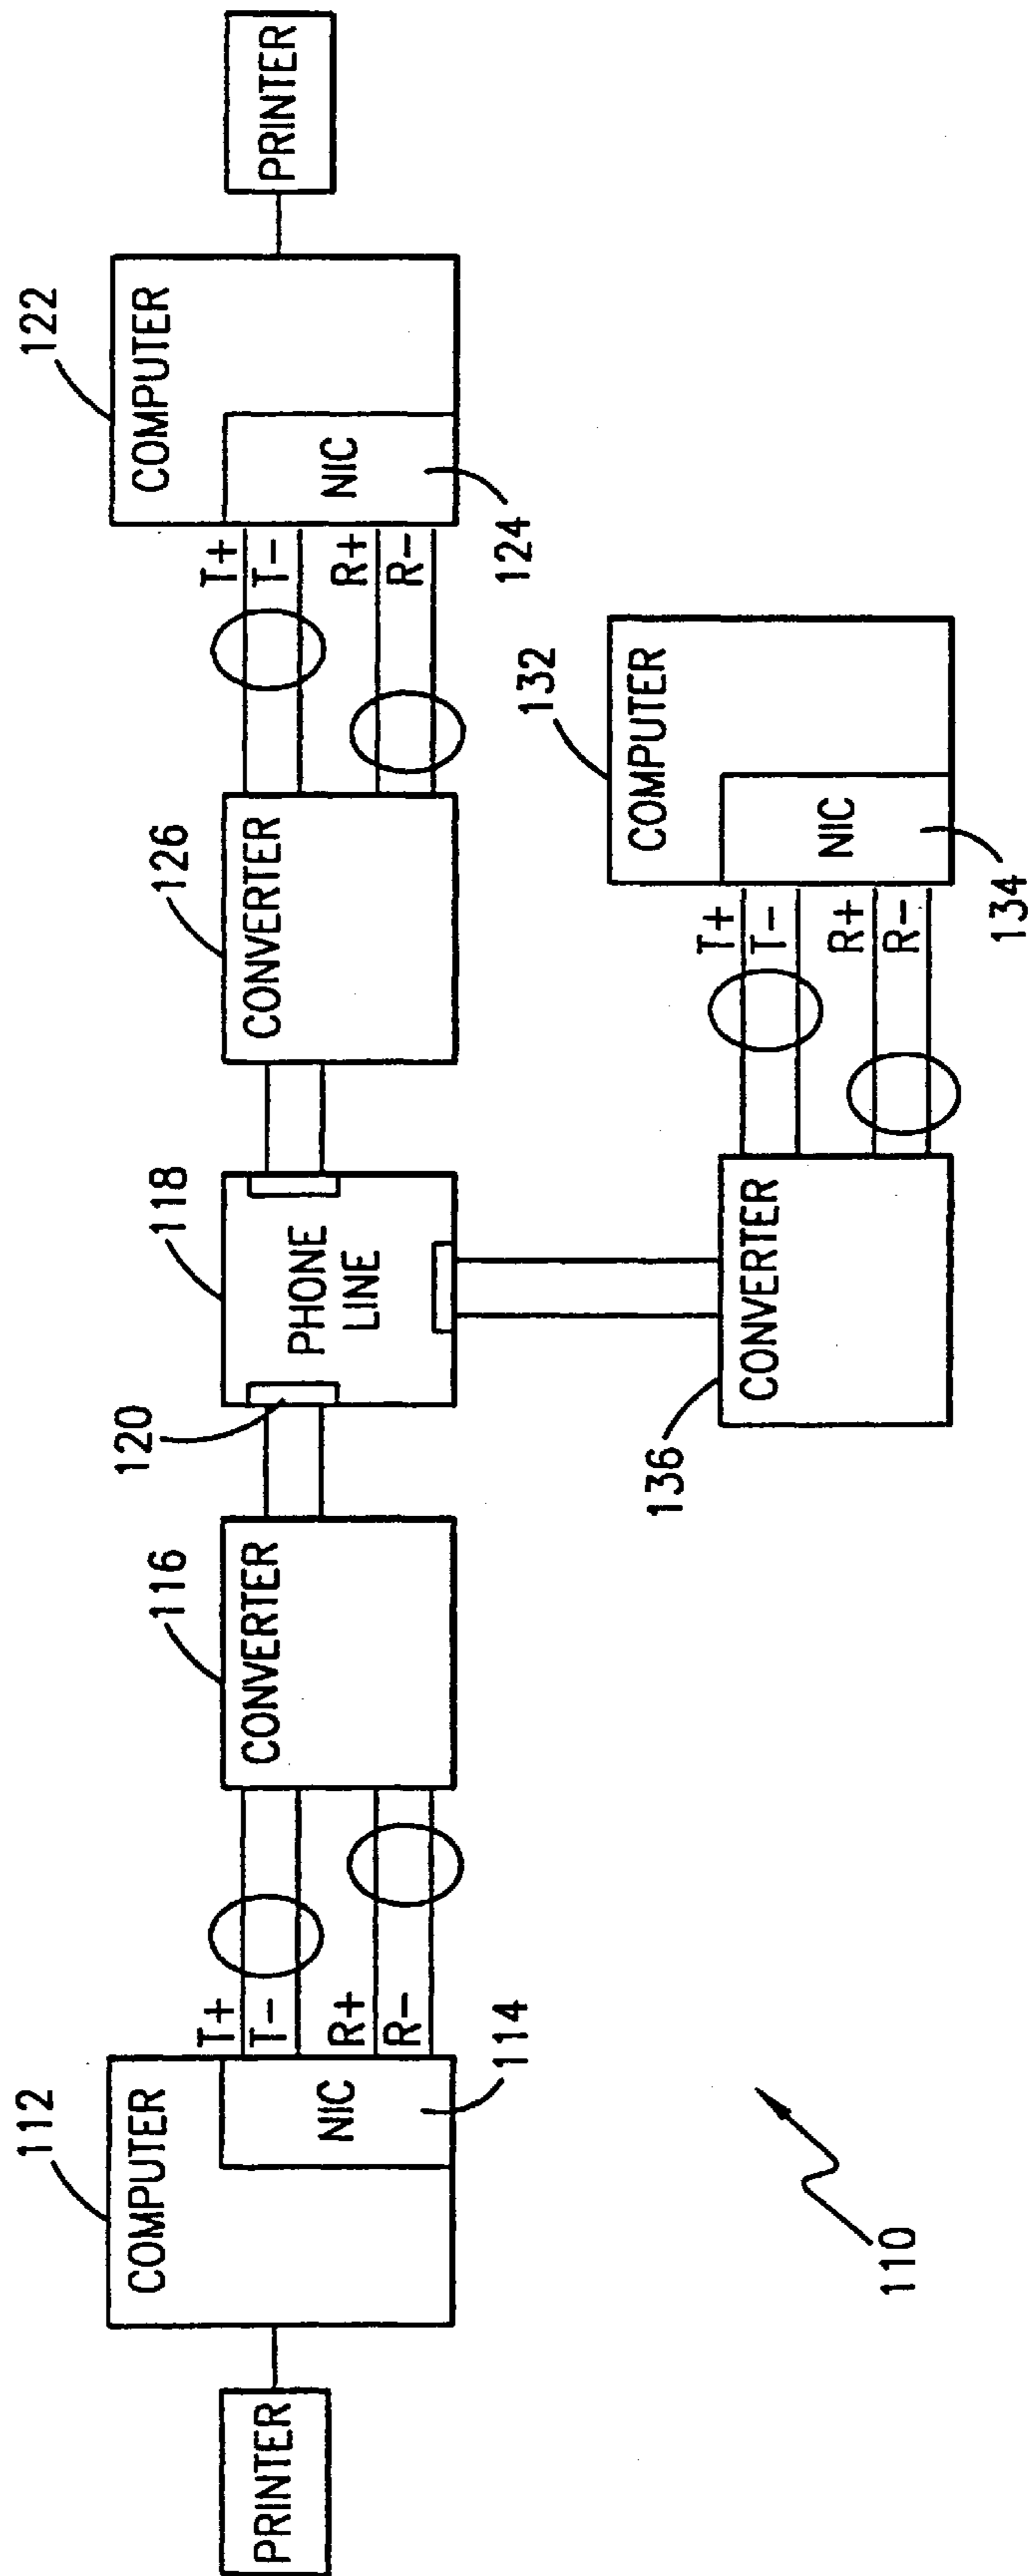 112
122
PRINTER
COMPUTER
NIC
114
T+
T-
R+
R-
116
CONVERTER
120
118
PHONE
LINE
126
CONVERTER
T+
T-
R+
R-
COMPUTER
NIC
124
PRINTER
110
136
CONVERTER
T+
T-
R+
R-
132
COMPUTER
NIC
134